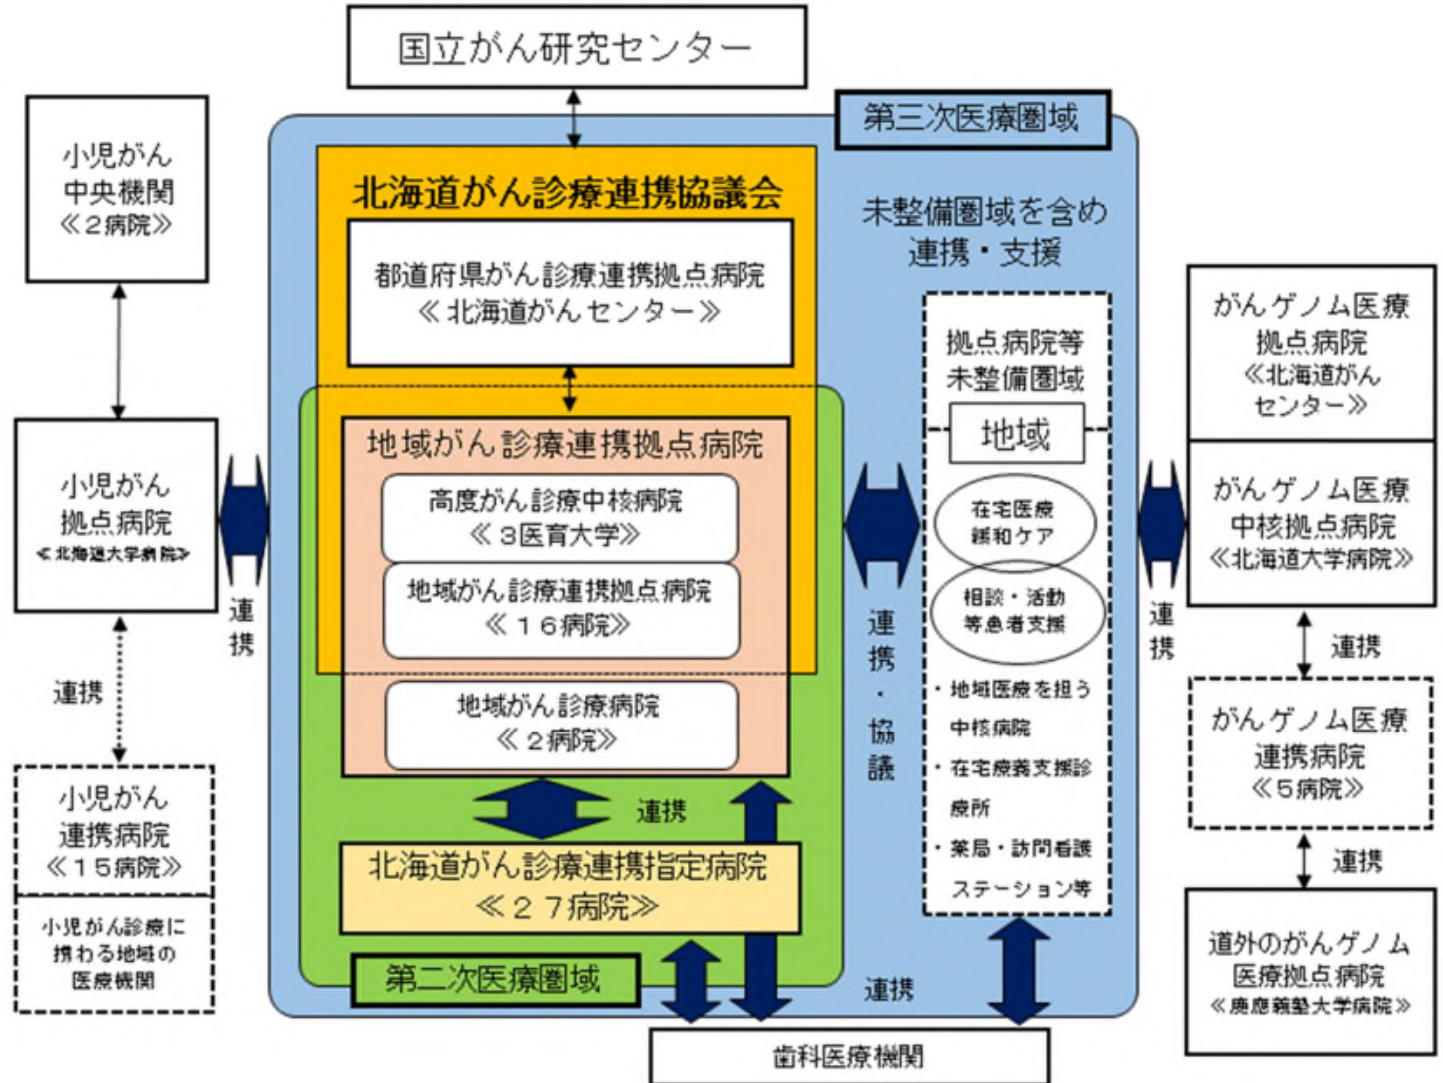 国立がん研究センター
第三次医療圏域
小児がん
中央機関
≪2病院≫
北海道がん診療連携協議会
都道府県がん診療連携拠点病院
≪北海道がんセンター≫
未整備圏域を含め
連携・支援
拠点病院等
未整備圏域
地域
在宅医療
緩和ケア
相談・活動
等患者支援
・地域医療を担う
中核病院
・在宅療養支援診
療所
・薬局・訪問看護
ステーション等
地域がん診療連携拠点病院
高度がん診療中核病院
≪3医育大学≫
地域がん診療連携拠点病院
≪16病院≫
地域がん診療病院
≪2病院≫
連携
北海道がん診療連携指定病院
≪27病院≫
第二次医療圏域
連携・協議
連携
歯科医療機関
小児がん
拠点病院
≪北海道大学病院≫
連携
連携
小児がん
連携病院
≪15病院≫
小児がん診療に
携わる地域の
医療機関
がんゲノム医療
拠点病院
≪北海道がん
センター≫
がんゲノム医療
中核拠点病院
≪北海道大学病院≫
連携
連携
がんゲノム医療
連携病院
≪5病院≫
連携
道外のがんゲノム
医療拠点病院
≪慶應義塾大学病院≫